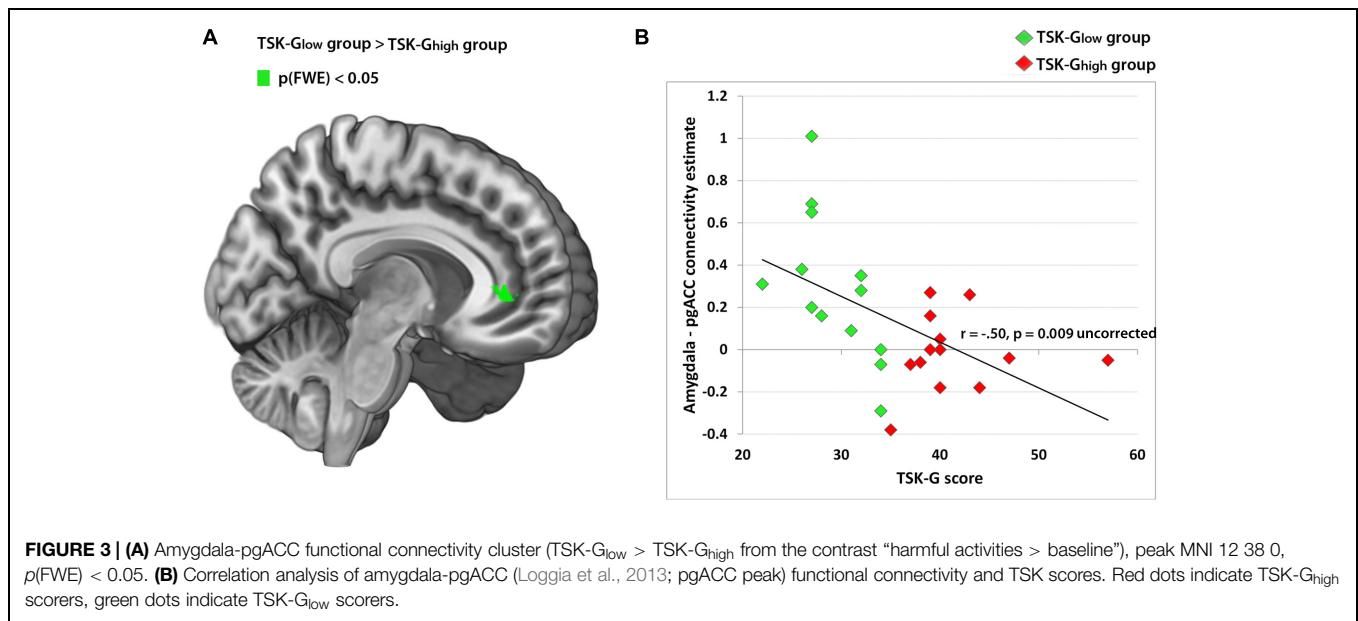 A
TSK-Glow group > TSK-Ghigh group
p(FWE) < 0.05
B
TSK-Glow group
TSK-Ghigh group
Amygdala - pgACC connectivity estimate
1.2
1
0.8
0.6
0.4
0.2
0
-0.2
-0.4
r = -.50, p = 0.009 uncorrected
20 30 40 50 60
TSK-G score
FIGURE 3 | (A) Amygdala-pgACC functional connectivity cluster (TSK-Glow > TSK-Ghigh from the contrast “harmful activities > baseline”), peak MNI 12 38 0,
p(FWE) < 0.05. (B) Correlation analysis of amygdala-pgACC (Loggia et al., 2013; pgACC peak) functional connectivity and TSK scores. Red dots indicate TSK-Ghigh
scorers, green dots indicate TSK-Glow scorers.